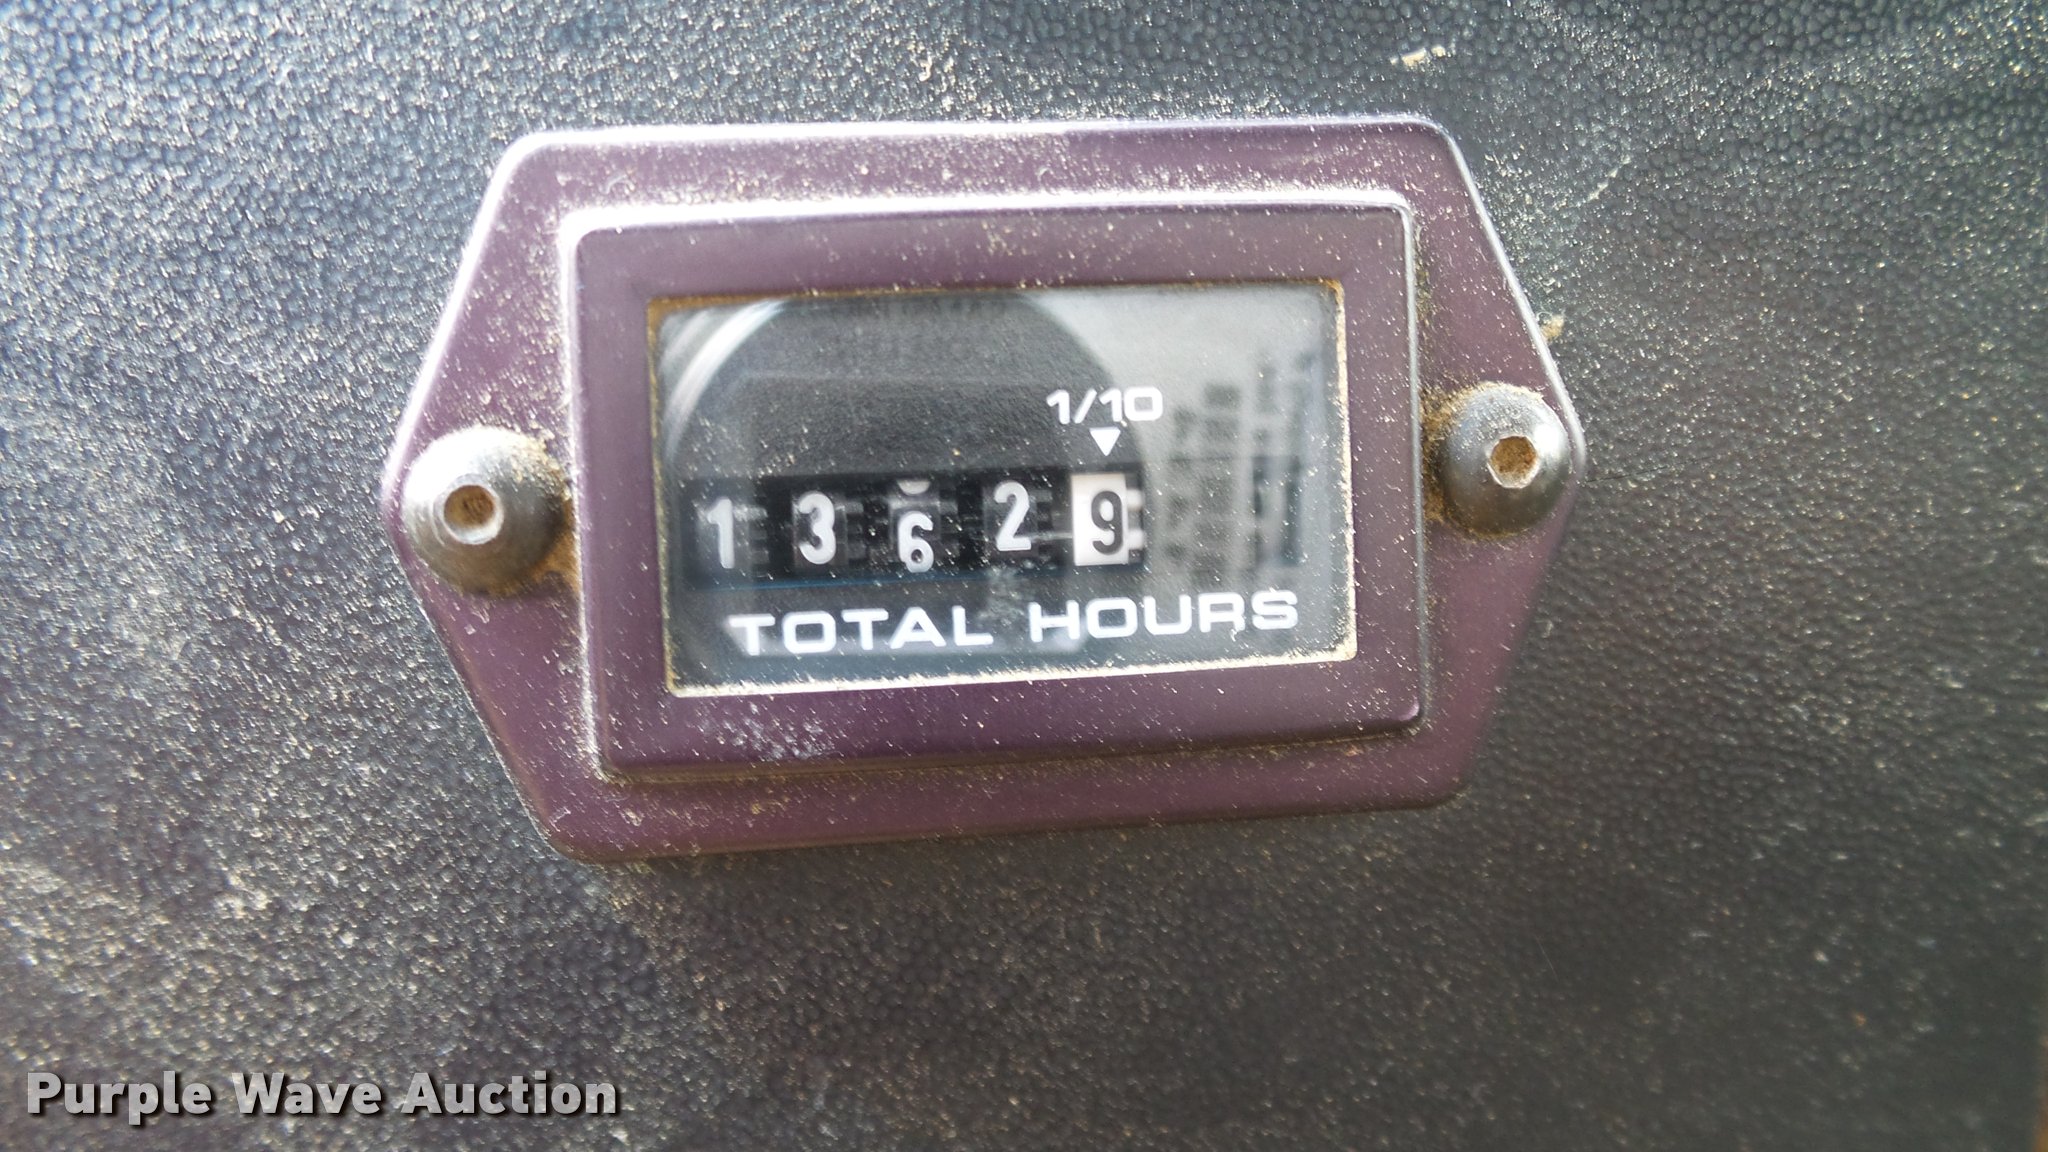 1/10
1 3 6 2 9
TOTAL HOURS
Purple Wave Auction